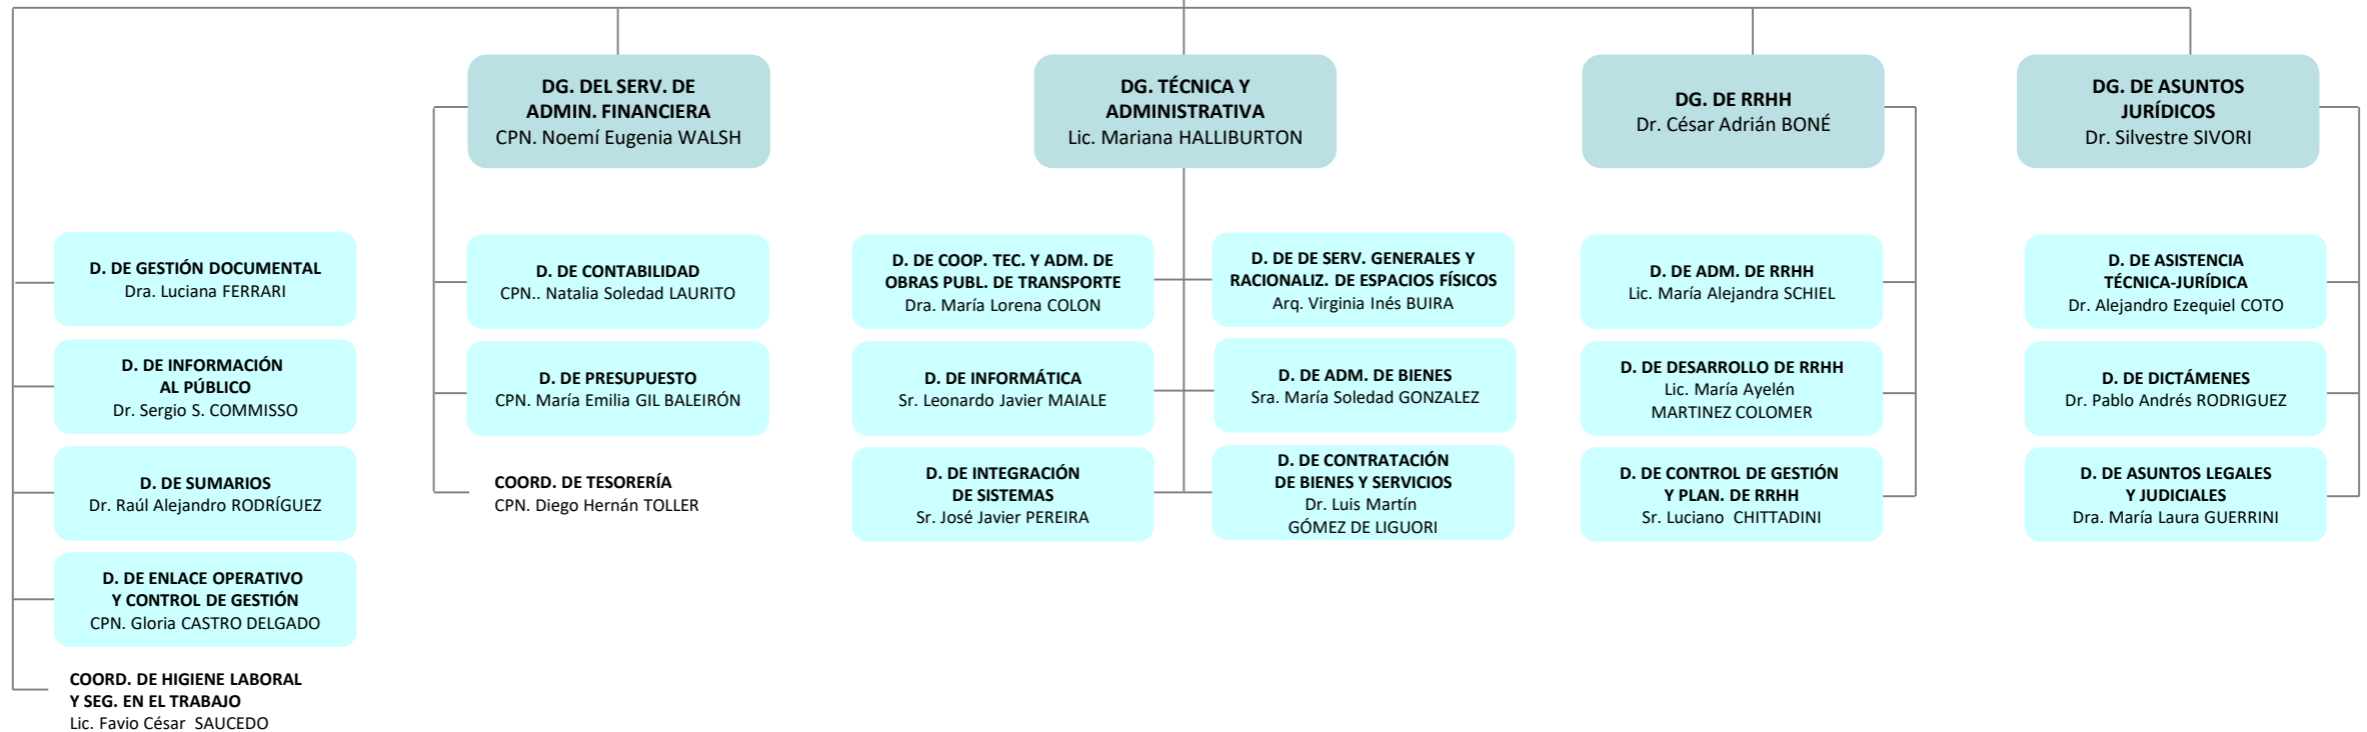 DG. DEL SERV. DE
ADMIN. FINANCIERA
CPN. Noemí Eugenia WALSH
DG. TÉCNICA Y
ADMINISTRATIVA
Lic. Mariana HALLIBURTON
DG. DE RRHH
Dr. César Adrián BONÉ
DG. DE ASUNTOS
JURÍDICOS
Dr. Silvestre SIVORI
D. DE GESTIÓN DOCUMENTAL
Dra. Luciana FERRARI
D. DE INFORMACIÓN
AL PÚBLICO
Dr. Sergio S. COMMISSO
D. DE SUMARIOS
Dr. Raúl Alejandro RODRÍGUEZ
D. DE ENLACE OPERATIVO
Y CONTROL DE GESTIÓN
CPN. Gloria CASTRO DELGADO
COORD. DE HIGIENE LABORAL
Y SEG. EN EL TRABAJO
Lic. Favio César  SAUCEDO
D. DE CONTABILIDAD
CPN.. Natalia Soledad LAURITO
D. DE PRESUPUESTO
CPN. María Emilia GIL BALEIRÓN
COORD. DE TESORERÍA
CPN. Diego Hernán TOLLER
D. DE COOP. TEC. Y ADM. DE
OBRAS PUBL. DE TRANSPORTE
Dra. María Lorena COLON
D. DE INFORMÁTICA
Sr. Leonardo Javier MAIALE
D. DE INTEGRACIÓN
DE SISTEMAS
Sr. José Javier PEREIRA
D. DE DE SERV. GENERALES Y
RACIONALIZ. DE ESPACIOS FÍSICOS
Arq. Virginia Inés BUIRA
D. DE ADM. DE BIENES
Sra. María Soledad GONZALEZ
D. DE CONTRATACIÓN
DE BIENES Y SERVICIOS
Dr. Luis Martín
GÓMEZ DE LIGUORI
D. DE ADM. DE RRHH
Lic. María Alejandra SCHIEL
D. DE DESARROLLO DE RRHH
Lic. María Ayelén
MARTINEZ COLOMER
D. DE CONTROL DE GESTIÓN
Y PLAN. DE RRHH
Sr. Luciano  CHITTADINI
D. DE ASISTENCIA
TÉCNICA-JURÍDICA
Dr. Alejandro Ezequiel COTO
D. DE DICTÁMENES
Dr. Pablo Andrés RODRIGUEZ
D. DE ASUNTOS LEGALES
Y JUDICIALES
Dra. María Laura GUERRINI